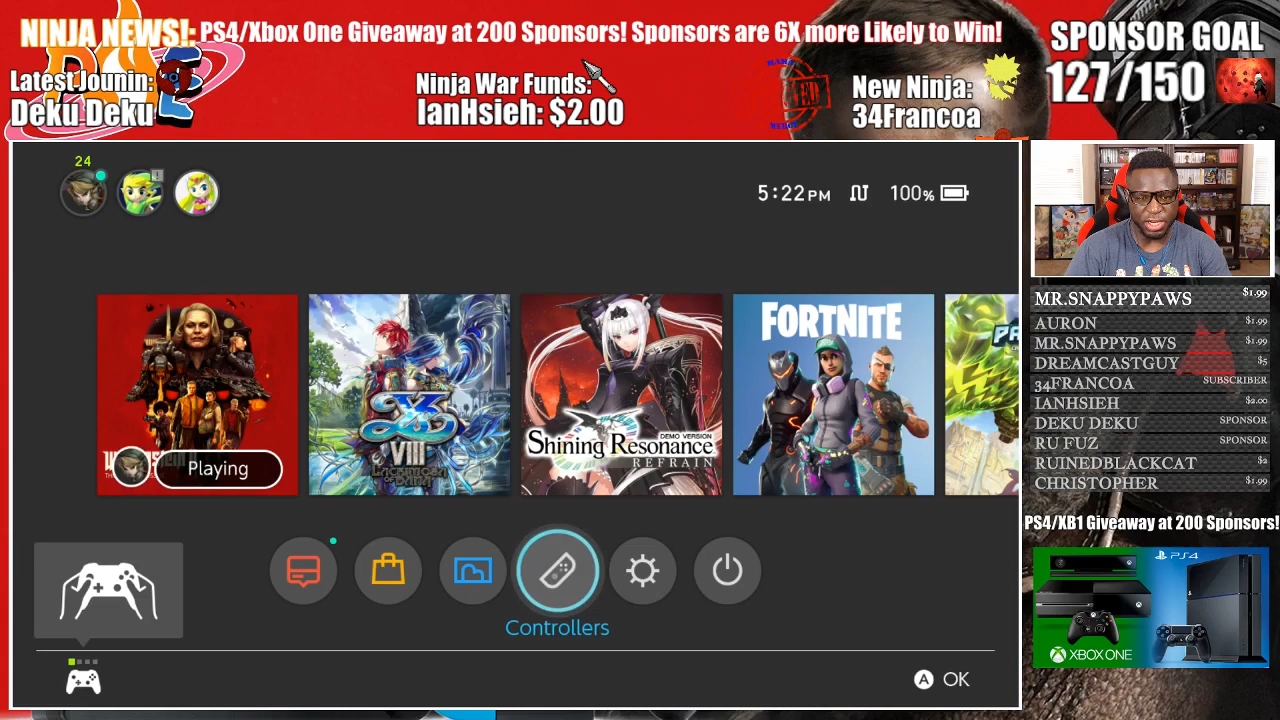 NINJA NEWS!: PS4/Xbox One Giveaway at 200 Sponsors! Sponsors are 6X more Likely to Win!
Latest Jounin:
Deku Deku
Ninja War Funds:
IanHsieh: $2.00
New Ninja:
34Francoa
SPONSOR GOAL
127/150
24
5:22PM
100%
Playing
Ys
VIII
LACRIMOSA
OF DANA
DEMO VERSION
Shining Resonance
REFRAIN
FORTNITE
Controllers
A OK
MR.SNAPPYPAWS $1.99
AURON $1.99
MR.SNAPPYPAWS $1.99
DREAMCASTGUY $5
34FRANCOA SUBSCRIBER
IANHSIEH $2.00
DEKU DEKU SPONSOR
RU FUZ SPONSOR
RUINEDBLACKCAT $2
CHRISTOPHER $1.99
PS4/XB1 Giveaway at 200 Sponsors!
PS4
XBOX ONE